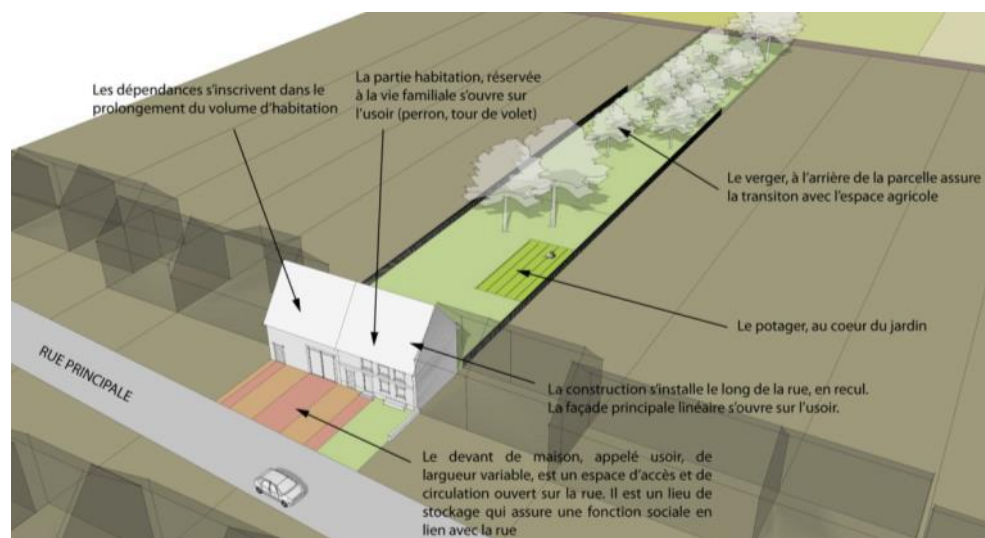 Les dépendances s'inscrivent dans le
prolongement du volume d'habitation
La partie habitation, réservée
à la vie familiale s'ouvre sur
l'usoir (perron, tour de volet)
Le verger, à l'arrière de la parcelle assure
la transiton avec l'espace agricole
Le potager, au coeur du jardin
RUE PRINCIPALE
La construction s'installe le long de la rue, en recul.
La façade principale linéaire s'ouvre sur l'usoir.
Le devant de maison, appelé usoir, de
largueur variable, est un espace d'accès et de
circulation ouvert sur la rue. Il est un lieu de
stockage qui assure une fonction sociale en
lien avec la rue